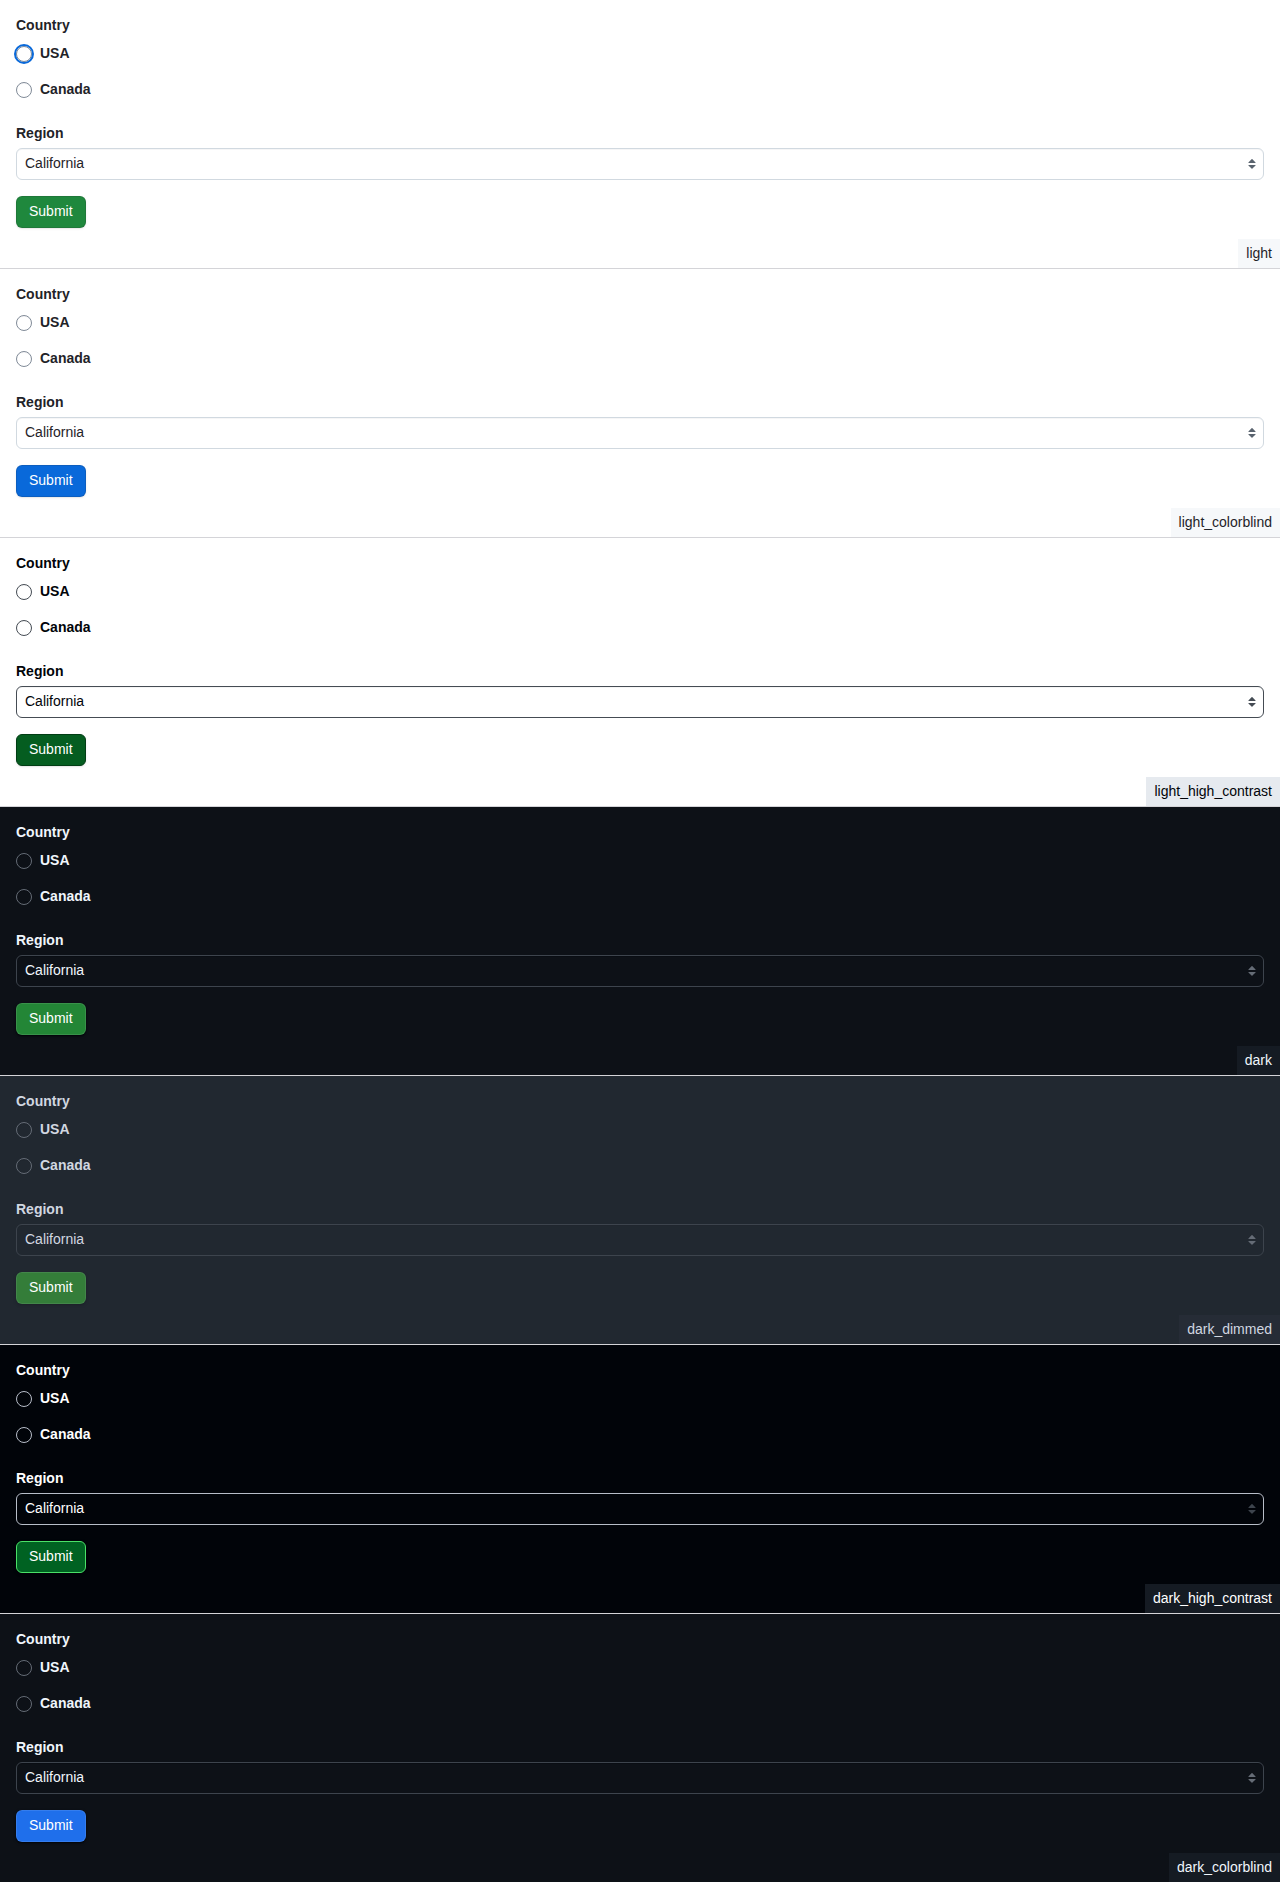 Country
USA
Canada
Region
California
Submit
light
Country
USA
Canada
Region
California
Submit
light_colorblind
Country
USA
Canada
Region
California
Submit
light_high_contrast
Country
USA
Canada
Region
California
Submit
dark
Country
USA
Canada
Region
California
Submit
dark_dimmed
Country
USA
Canada
Region
California
Submit
dark_high_contrast
Country
USA
Canada
Region
California
Submit
dark_colorblind